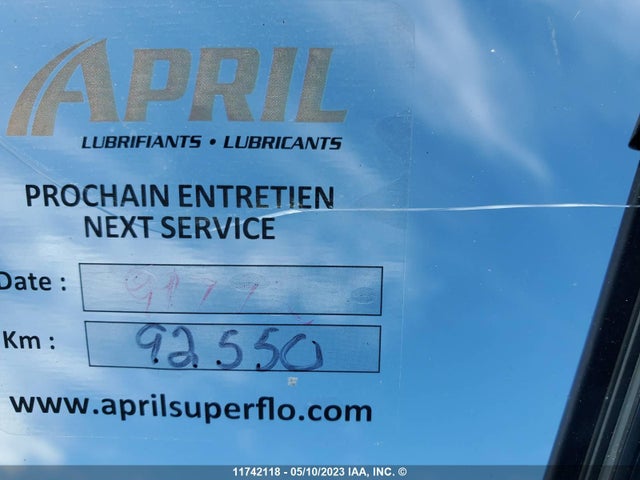 APRIL
LUBRIFIANTS • LUBRICANTS
PROCHAIN ENTRETIEN
NEXT SERVICE
Date :
Km : 92550
www.aprilsuperflo.com
11742118 - 05/10/2023 IAA, INC. ©